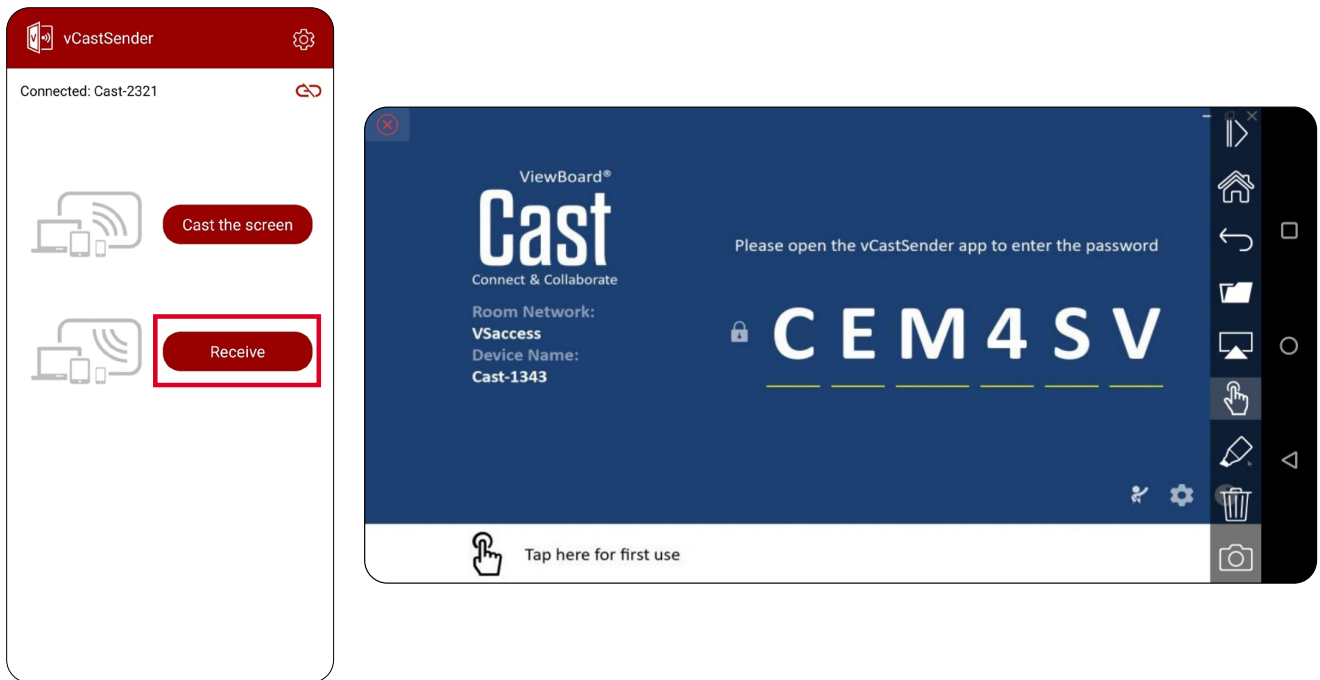 vCastSender
Connected: Cast-2321
Cast the screen
Receive
ViewBoard®
Cast
Connect & Collaborate
Room Network:
VSaccess
Device Name:
Cast-1343
Please open the vCastSender app to enter the password
CEM4SV
Tap here for first use